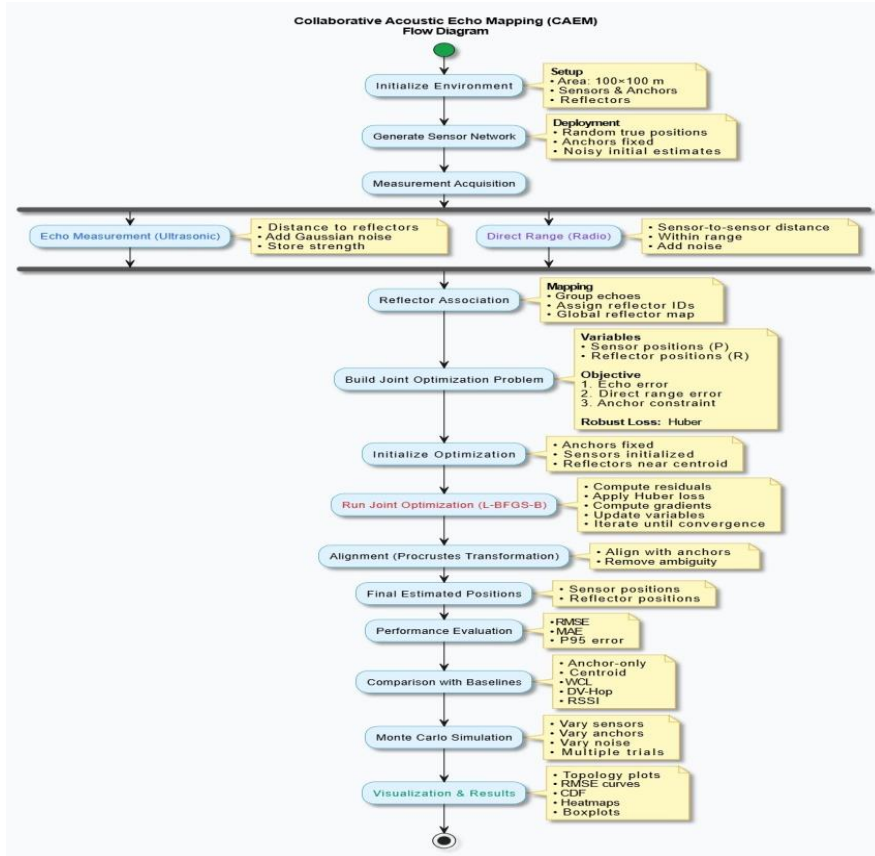 Collaborative Acoustic Echo Mapping (CAEM)
Flow Diagram
Initialize Environment
Setup
• Area: 100×100 m
• Sensors & Anchors
• Reflectors
Generate Sensor Network
Deployment
• Random true positions
• Anchors fixed
• Noisy initial estimates
Measurement Acquisition
Echo Measurement (Ultrasonic)
• Distance to reflectors
• Add Gaussian noise
• Store strength
Direct Range (Radio)
• Sensor-to-sensor distance
• Within range
• Add noise
Reflector Association
Mapping
• Group echoes
• Assign reflector IDs
• Global reflector map
Build Joint Optimization Problem
Variables
• Sensor positions (P)
• Reflector positions (R)
Objective
1. Echo error
2. Direct range error
3. Anchor constraint
Robust Loss: Huber
Initialize Optimization
• Anchors fixed
• Sensors initialized
• Reflectors near centroid
Run Joint Optimization (L-BFGS-B)
• Compute residuals
• Apply Huber loss
• Compute gradients
• Update variables
• Iterate until convergence
Alignment (Procrustes Transformation)
• Align with anchors
• Remove ambiguity
Final Estimated Positions
• Sensor positions
• Reflector positions
Performance Evaluation
• RMSE
• MAE
• P95 error
Comparison with Baselines
• Anchor-only
• Centroid
• WCL
• DV-Hop
• RSSI
Monte Carlo Simulation
• Vary sensors
• Vary anchors
• Vary noise
• Multiple trials
Visualization & Results
• Topology plots
• RMSE curves
• CDF
• Heatmaps
• Boxplots